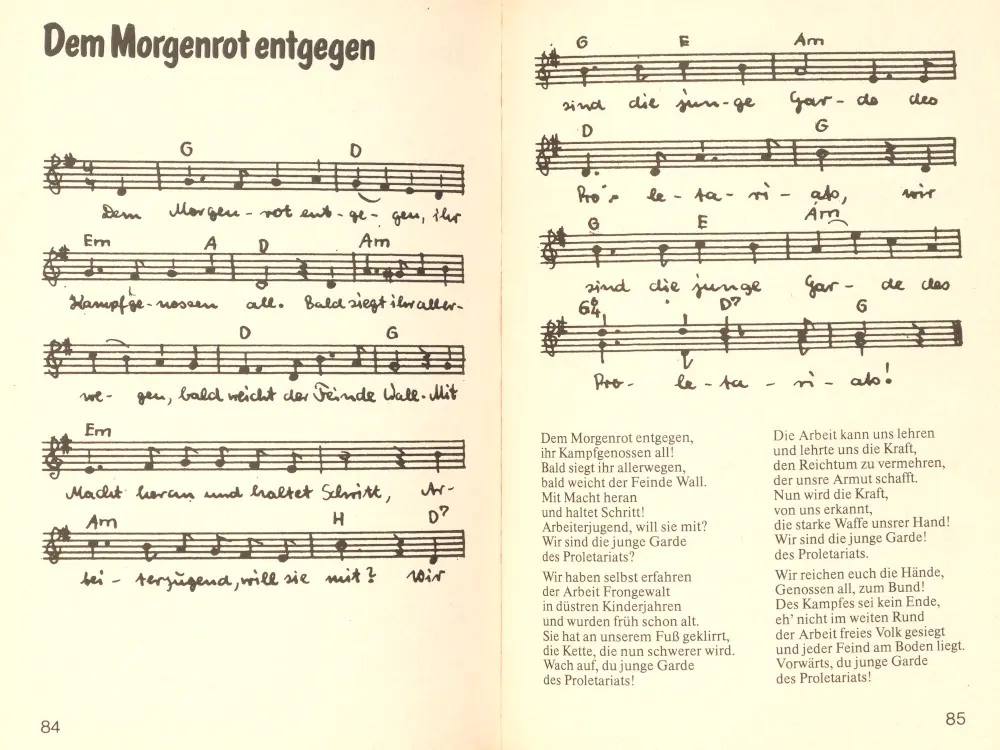 Dem Morgenrot entgegen
G D
Dem Morgen-rot ent-ge-gen, ihr
Em A D Am
Kampfge-nossen all. Bald siegt ihr aller-
D G
we- gen, bald weicht der Feinde Wall. Mit
Em
Macht heran und haltet Schritt, Ar-
Am H D7
bei-terjugend, will sie mit? Wir
84
G E Am
sind die jun-ge Gar-de des
D G
Pro- le-ta-ri-ats, wir
G E Am
sind die junge Gar- de des
G6/4 D7 G
Pro- le-ta-ri-ats!
Dem Morgenrot entgegen,
ihr Kampfgenossen all!
Bald siegt ihr allerwegen,
bald weicht der Feinde Wall.
Mit Macht heran
und haltet Schritt!
Arbeiterjugend, will sie mit?
Wir sind die junge Garde
des Proletariats?
Wir haben selbst erfahren
der Arbeit Frongewalt
in düstren Kinderjahren
und wurden früh schon alt.
Sie hat an unserem Fuß geklirrt,
die Kette, die nun schwerer wird.
Wach auf, du junge Garde
des Proletariats!
Die Arbeit kann uns lehren
und lehrte uns die Kraft,
den Reichtum zu vermehren,
der unsre Armut schafft.
Nun wird die Kraft,
von uns erkannt,
die starke Waffe unsrer Hand!
Wir sind die junge Garde!
des Proletariats.
Wir reichen euch die Hände,
Genossen all, zum Bund!
Des Kampfes sei kein Ende,
eh' nicht im weiten Rund
der Arbeit freies Volk gesiegt
und jeder Feind am Boden liegt.
Vorwärts, du junge Garde
des Proletariats!
85